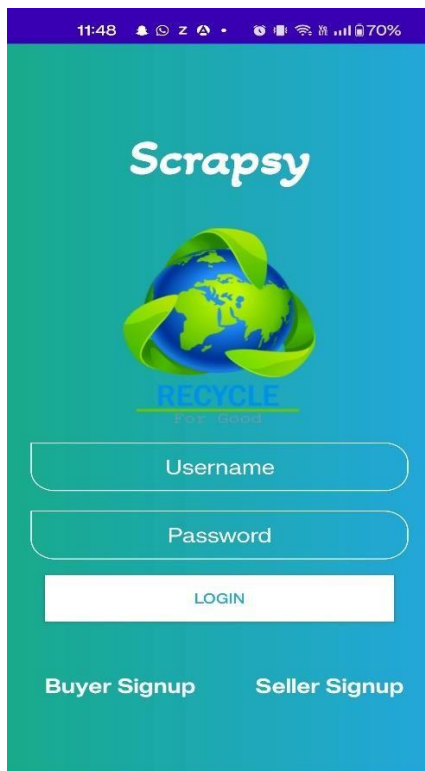 11:48 Z 70%
Scrapsy
RECYCLE
For Good
Username
Password
LOGIN
Buyer Signup Seller Signup